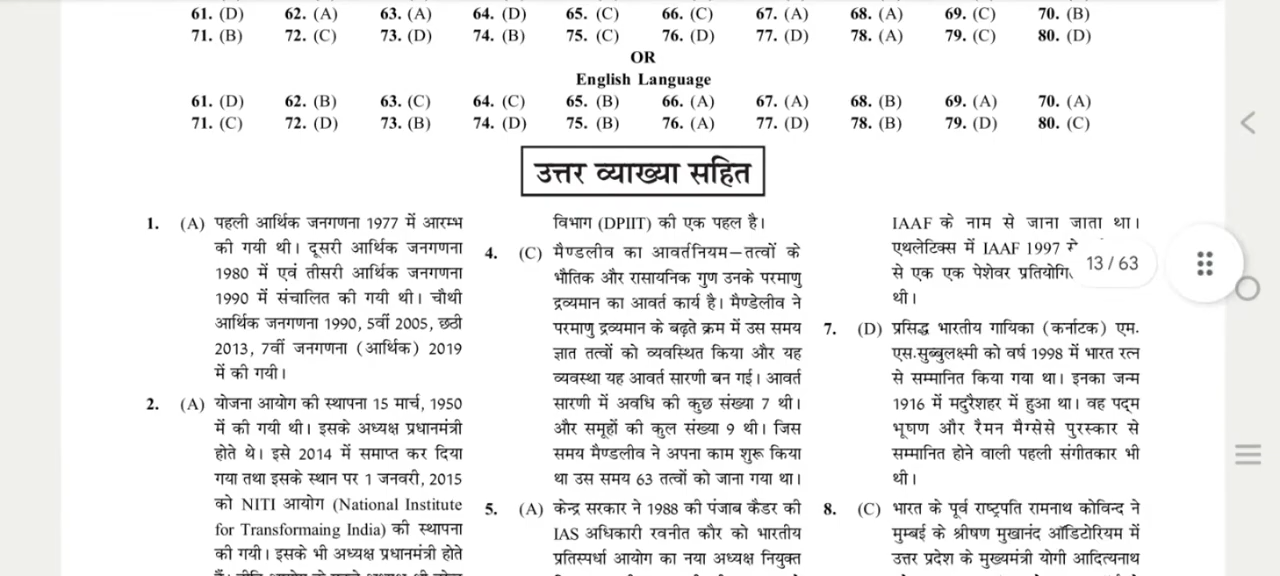 61. (D) 62. (A) 63. (A) 64. (D) 65. (C) 66. (C) 67. (A) 68. (A) 69. (C) 70. (B)
71. (B) 72. (C) 73. (D) 74. (B) 75. (C) 76. (D) 77. (D) 78. (A) 79. (C) 80. (D)
OR
English Language
61. (D) 62. (B) 63. (C) 64. (C) 65. (B) 66. (A) 67. (A) 68. (B) 69. (A) 70. (A)
71. (C) 72. (D) 73. (B) 74. (D) 75. (B) 76. (A) 77. (D) 78. (B) 79. (D) 80. (C)
उत्तर व्याख्या सहित
1. (A) पहली आर्थिक जनगणना 1977 में आरम्भ
की गयी थी। दूसरी आर्थिक जनगणना
1980 में एवं तीसरी आर्थिक जनगणना
1990 में संचालित की गयी थी। चौथी
आर्थिक जनगणना 1990, 5वीं 2005, छठी
2013, 7वीं जनगणना (आर्थिक) 2019
में की गयी।
2. (A) योजना आयोग की स्थापना 15 मार्च, 1950
में की गयी थी। इसके अध्यक्ष प्रधानमंत्री
होते थे। इसे 2014 में समाप्त कर दिया
गया तथा इसके स्थान पर 1 जनवरी, 2015
को NITI आयोग (National Institute
for Transformaing India) की स्थापना
की गयी। इसके भी अध्यक्ष प्रधानमंत्री होते
विभाग (DPIIT) की एक पहल है।
4. (C) मैण्डलीव का आवर्तनियम–तत्वों के
भौतिक और रासायनिक गुण उनके परमाणु
द्रव्यमान का आवर्त कार्य है। मैण्डेलीव ने
परमाणु द्रव्यमान के बढ़ते क्रम में उस समय
ज्ञात तत्वों को व्यवस्थित किया और यह
व्यवस्था यह आवर्त सारणी बन गई। आवर्त
सारणी में अवधि की कुछ संख्या 7 थी।
और समूहों की कुल संख्या 9 थी। जिस
समय मैण्डलीव ने अपना काम शुरू किया
था उस समय 63 तत्वों को जाना गया था।
5. (A) केन्द्र सरकार ने 1988 की पंजाब कैडर की
IAS अधिकारी रवनीत कौर को भारतीय
प्रतिस्पर्धा आयोग का नया अध्यक्ष नियुक्त
IAAF के नाम से जाना जाता था।
एथलेटिक्स में IAAF 1997
से एक एक पेशेवर
थी।
7. (D) प्रसिद्ध भारतीय गायिका (कर्नाटक) एम.
एस.सुब्बुलक्ष्मी को वर्ष 1998 में भारत रत्न
से सम्मानित किया गया था। इनका जन्म
1916 में मदुरैशहर में हुआ था। वह पद्म
भूषण और रैमन मैग्सेसे पुरस्कार से
सम्मानित होने वाली पहली संगीतकार भी
थी।
8. (C) भारत के पूर्व राष्ट्रपति रामनाथ कोविन्द ने
मुम्बई के श्रीषण मुखानंद ऑडिटोरियम में
उत्तर प्रदेश के मुख्यमंत्री योगी आदित्यनाथ
13 / 63